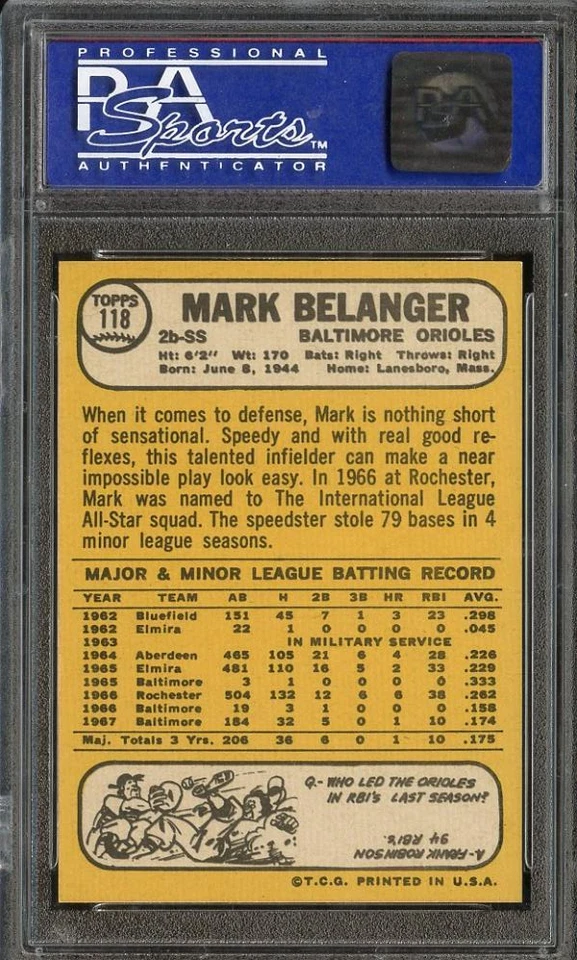 PROFESSIONAL
PSA
Sports™
AUTHENTICATOR
PSA
TOPPS
118
MARK BELANGER
2b-SS BALTIMORE ORIOLES
Ht: 6'2" Wt: 170 Bats: Right Throws: Right
Born: June 8, 1944 Home: Lanesboro, Mass.
When it comes to defense, Mark is nothing short
of sensational. Speedy and with real good re-
flexes, this talented infielder can make a near
impossible play look easy. In 1966 at Rochester,
Mark was named to The International League
All-Star squad. The speedster stole 79 bases in 4
minor league seasons.
MAJOR & MINOR LEAGUE BATTING RECORD
YEAR TEAM AB H 2B 3B HR RBI AVG.
1962 Bluefield 151 45 7 1 3 23 .298
1962 Elmira 22 1 0 0 0 0 .045
1963 IN MILITARY SERVICE
1964 Aberdeen 465 105 21 6 4 28 .226
1965 Elmira 481 110 16 5 2 33 .229
1965 Baltimore 3 1 0 0 0 0 .333
1966 Rochester 504 132 12 6 6 38 .262
1966 Baltimore 19 3 1 0 0 0 .158
1967 Baltimore 184 32 5 0 1 10 .174
Maj. Totals 3 Yrs. 206 36 6 0 1 10 .175
Q.- WHO LED THE ORIOLES
IN RBI's LAST SEASON?
A.- FRANK ROBINSON
94 RBI's.
©T.C.G. PRINTED IN U.S.A.